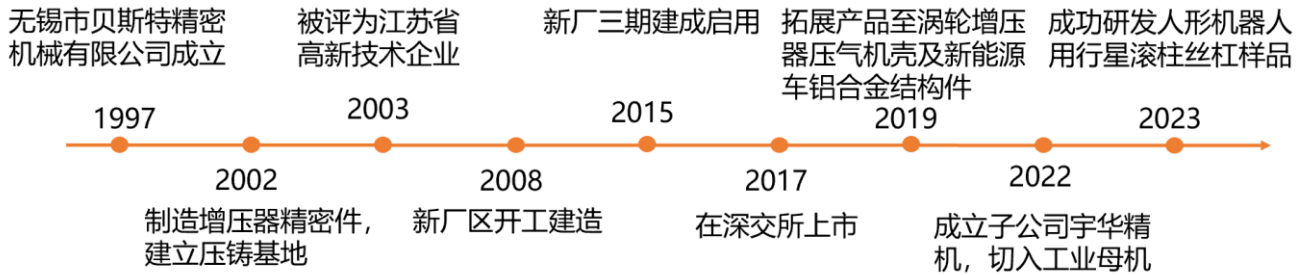 无锡市贝斯特精密
机械有限公司成立
1997
2002
制造增压器精密件，
建立压铸基地
被评为江苏省
高新技术企业
2003
2008
新厂区开工建造
新厂三期建成启用
2015
2017
在深交所上市
拓展产品至涡轮增压
器压气机壳及新能源
车铝合金结构件
2019
2022
成立子公司宇华精
机，切入工业母机
成功研发人形机器人
用行星滚柱丝杠样品
2023